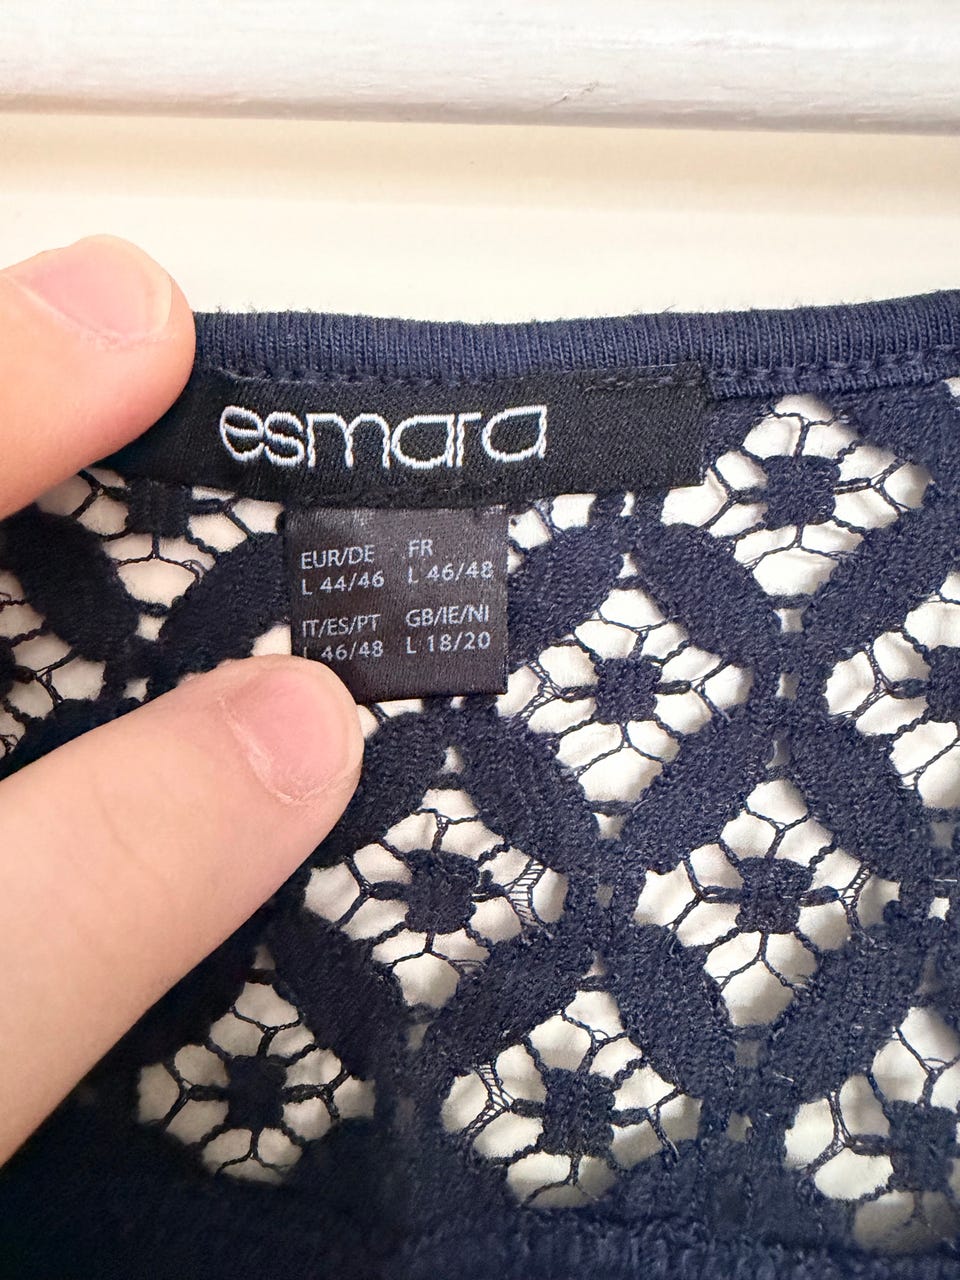 esmara
EUR/DE FR
L 44/46 L 46/48
IT/ES/PT GB/IE/NI
L 46/48 L 18/20